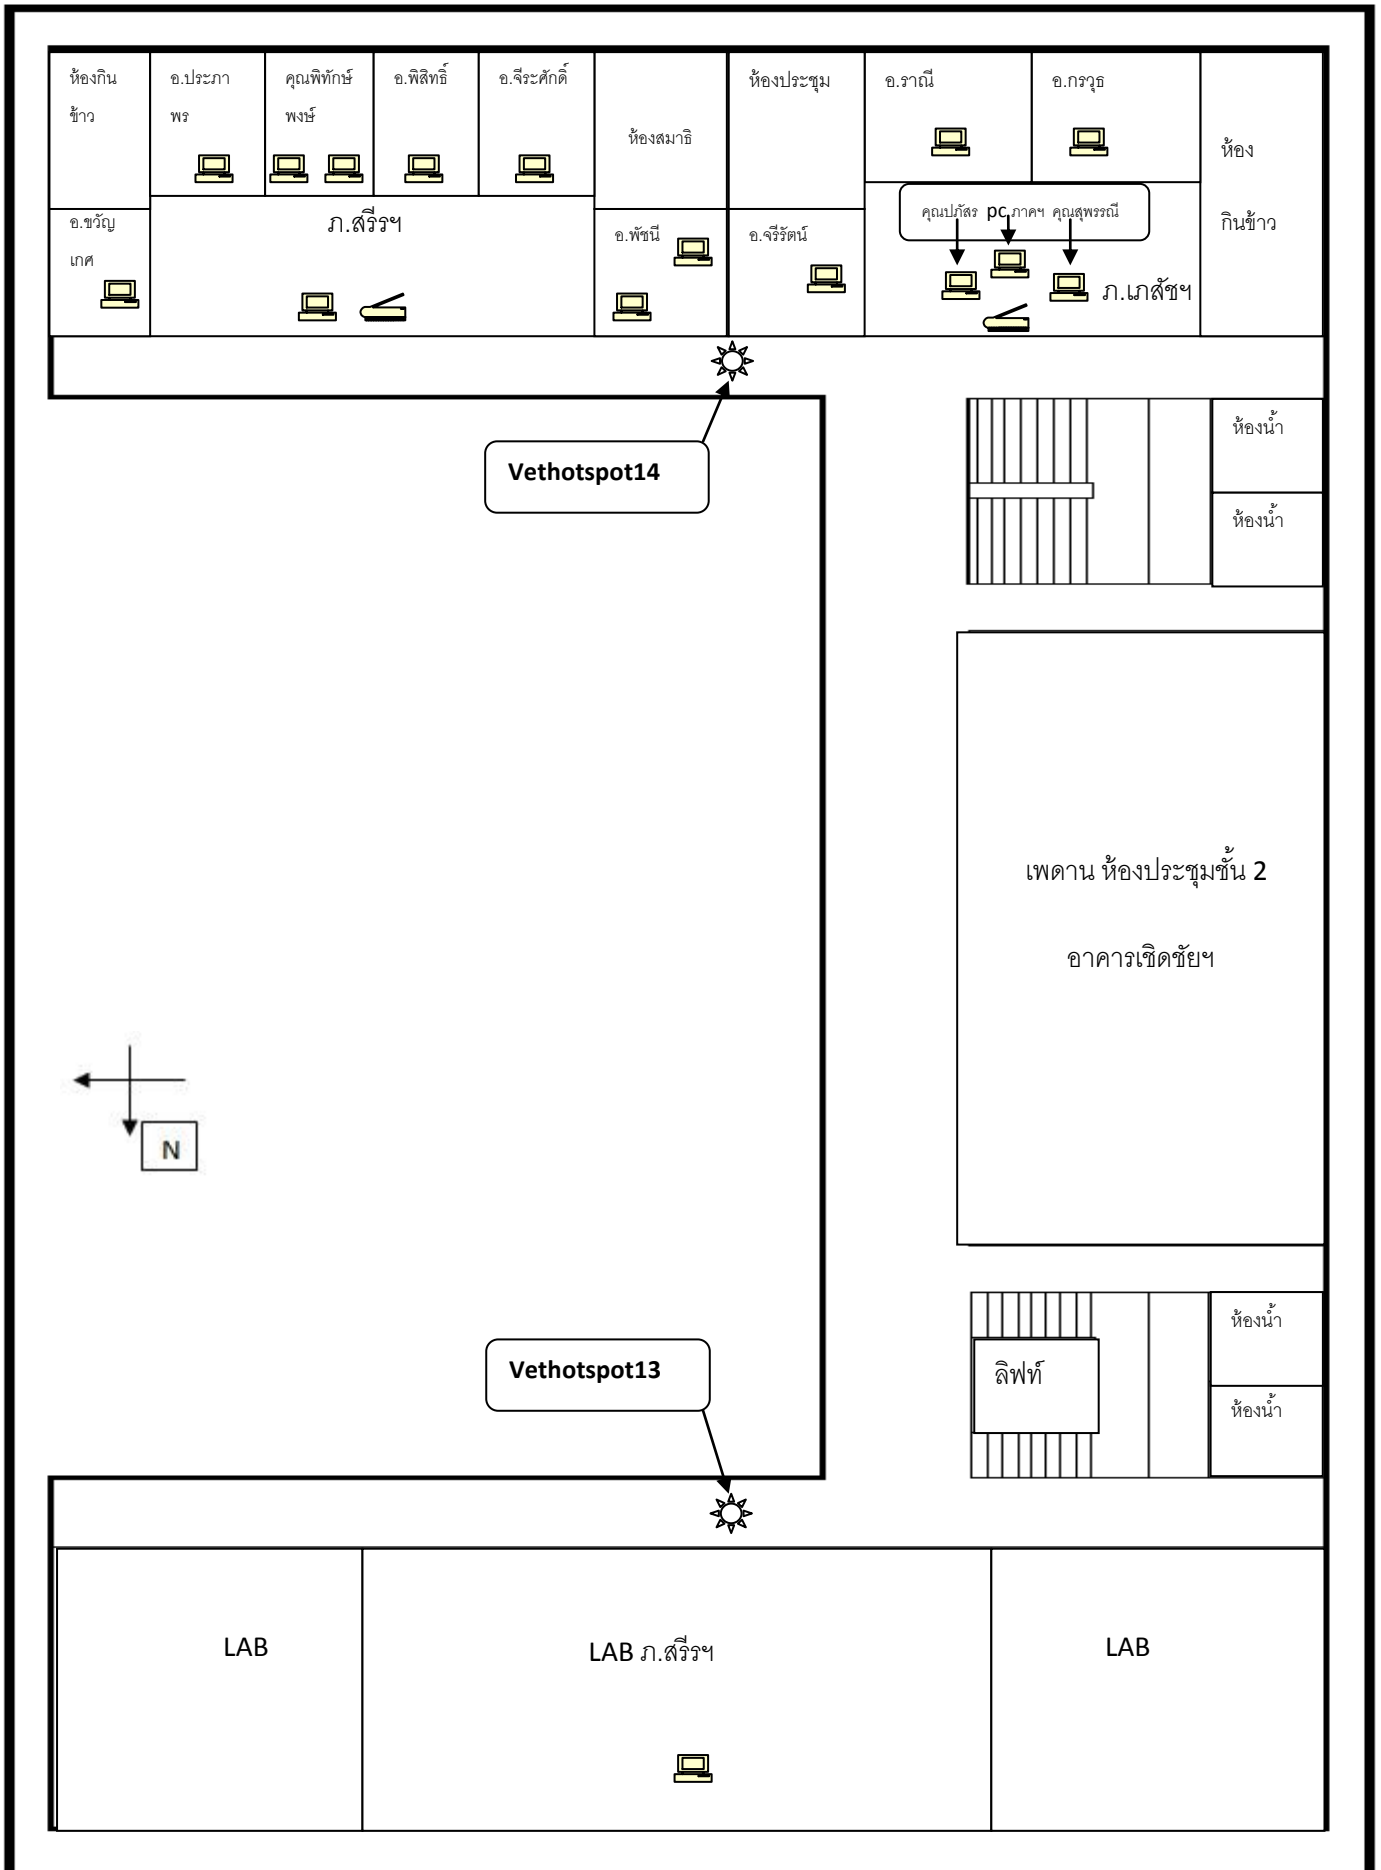 ห้องกิน
ข้าว
อ.ประภา
พร
คุณพิทักษ์
พงษ์
อ.พิสิทธิ์
อ.จีระศักดิ์
ห้องสมาธิ
ห้องประชุม
อ.ราณี
อ.กรวุธ
ห้อง
กินข้าว
อ.ขวัญ
เกศ
ภ.สรีรฯ
อ.พัชนี
อ.จรีรัตน์
คุณปภัสร pc ภาคฯ คุณสุพรรณี
ภ.เภสัชฯ
Vethotspot14
ห้องน้ำ
ห้องน้ำ
เพดาน ห้องประชุมชั้น 2
อาคารเชิดชัยฯ
N
Vethotspot13
ลิฟท์
ห้องน้ำ
ห้องน้ำ
LAB
LAB ภ.สรีรฯ
LAB